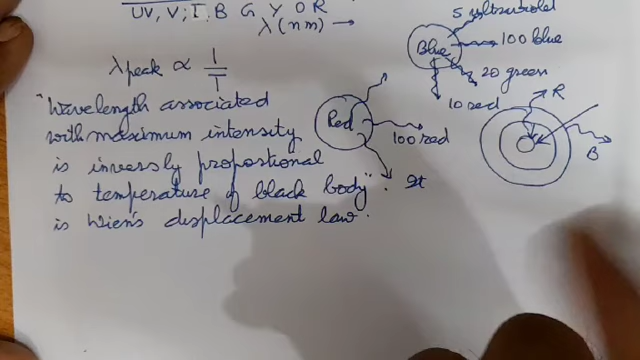 UV, V, I, B G Y O R
λ(nm) →
λpeak ∝ 1/T
"Wavelength associated
with maximum intensity
is inversly proportional
to temperature of black body". It
is Wien's displacement law.
5 ultraviolet
Blue
100 blue
20 green
10 red
Red
100 red
R
B